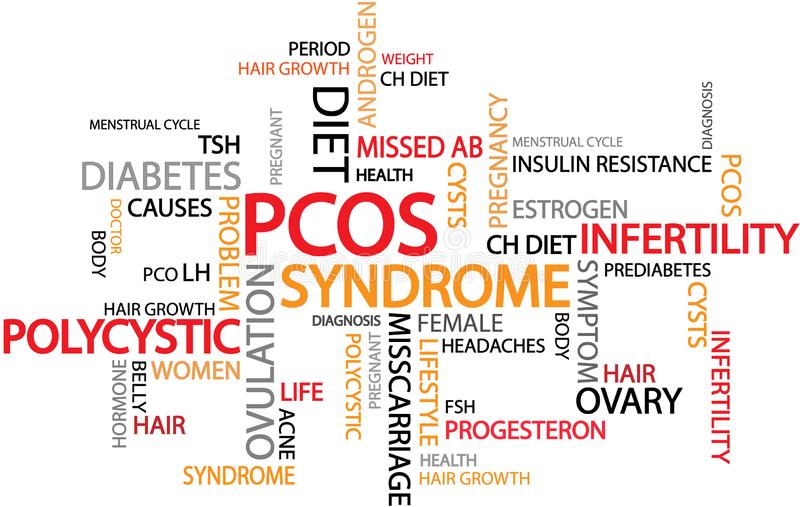 PERIOD
HAIR GROWTH
ANDROGEN
WEIGHT
CH DIET
DIET
PREGNANT
MENSTRUAL CYCLE
TSH
DIABETES
MISSED AB
HEALTH
CYSTS
PREGNANCY
MENSTRUAL CYCLE
INSULIN RESISTANCE
DIAGNOSIS
PCOS
DOCTOR
CAUSES
BODY
PROBLEM
PCOS
ESTROGEN
CH DIET
INFERTILITY
PCO LH
SYNDROME
SYMPTOM
PREDIABETES
CYSTS
HAIR GROWTH
POLYCYSTIC
OVULATION
DIAGNOSIS
MISSCARRIAGE
FEMALE
BODY
HEADACHES
INFERTILITY
HORMONE
BELLY
WOMEN
HAIR
LIFE
ACNE
POLYCYSTIC
PREGNANT
LIFESTYLE
HAIR
OVARY
FSH
PROGESTERON
SYNDROME
HEALTH
HAIR GROWTH